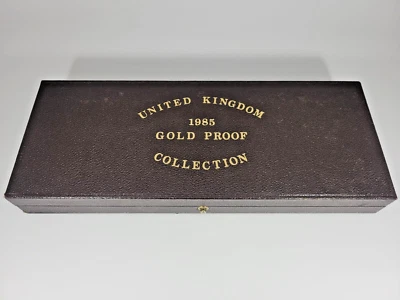 UNITED KINGDOM
1985
GOLD PROOF
COLLECTION